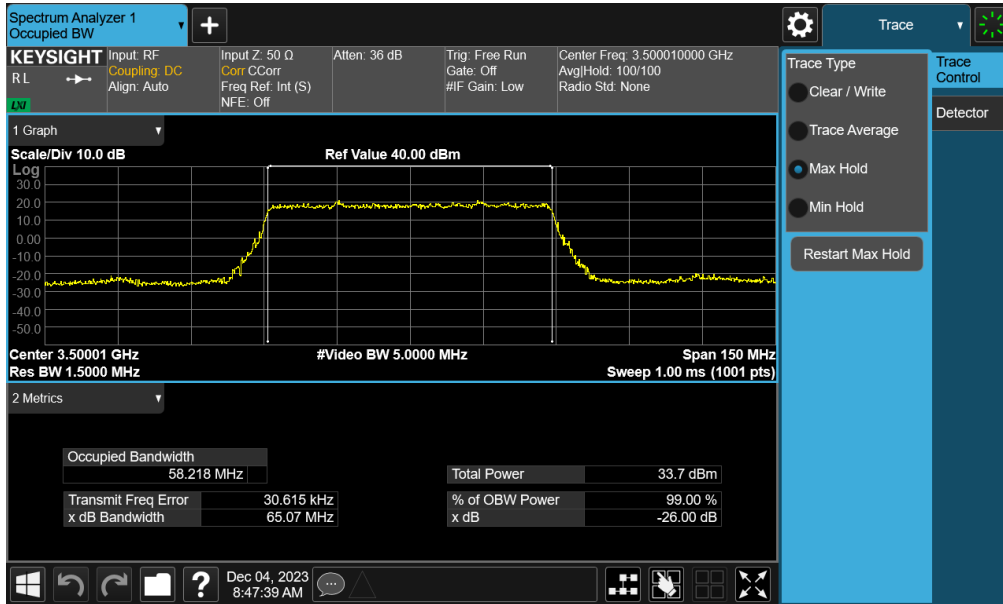 Spectrum Analyzer 1
Occupied BW
Trace
KEYSIGHT
R L
LXI
Input: RF
Coupling: DC
Align: Auto
Input Z: 50 Ω
Corr CCorr
Freq Ref: Int (S)
NFE: Off
Atten: 36 dB
Trig: Free Run
Gate: Off
#IF Gain: Low
Center Freq: 3.500010000 GHz
Avg|Hold: 100/100
Radio Std: None
1 Graph
Scale/Div 10.0 dB
Ref Value 40.00 dBm
Log
30.0
20.0
10.0
0.00
-10.0
-20.0
-30.0
-40.0
-50.0
Center 3.50001 GHz
#Video BW 5.0000 MHz
Span 150 MHz
Res BW 1.5000 MHz
Sweep 1.00 ms (1001 pts)
2 Metrics
Occupied Bandwidth
58.218 MHz
Total Power 33.7 dBm
Transmit Freq Error 30.615 kHz
% of OBW Power 99.00 %
x dB Bandwidth 65.07 MHz
x dB -26.00 dB
?
Dec 04, 2023
8:47:39 AM
Trace Type
Clear / Write
Trace Average
Max Hold
Min Hold
Restart Max Hold
Trace
Control
Detector